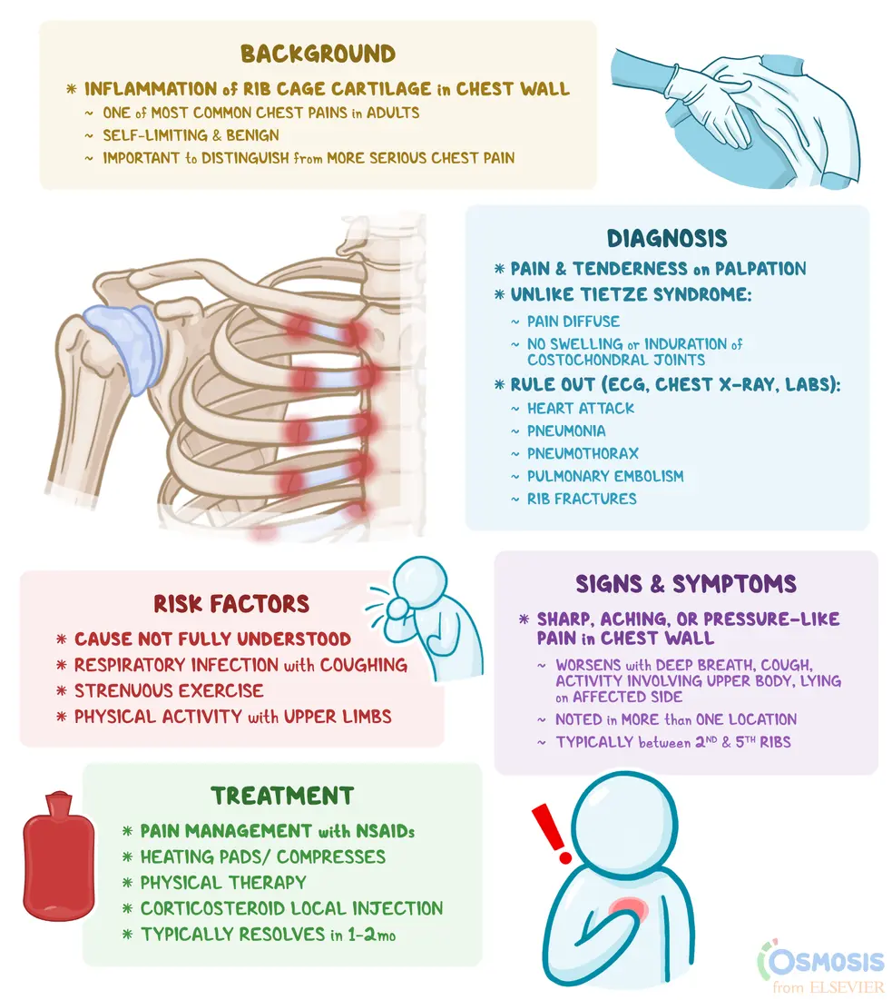 BACKGROUND
* INFLAMMATION of RIB CAGE CARTILAGE in CHEST WALL
~ ONE of MOST COMMON CHEST PAINS in ADULTS
~ SELF-LIMITING & BENIGN
~ IMPORTANT to DISTINGUISH from MORE SERIOUS CHEST PAIN
DIAGNOSIS
* PAIN & TENDERNESS on PALPATION
* UNLIKE TIETZE SYNDROME:
~ PAIN DIFFUSE
~ NO SWELLING or INDURATION of
COSTOCHONDRAL JOINTS
* RULE OUT (ECG, CHEST X-RAY, LABS):
~ HEART ATTACK
~ PNEUMONIA
~ PNEUMOTHORAX
~ PULMONARY EMBOLISM
~ RIB FRACTURES
RISK FACTORS
* CAUSE NOT FULLY UNDERSTOOD
* RESPIRATORY INFECTION with COUGHING
* STRENUOUS EXERCISE
* PHYSICAL ACTIVITY with UPPER LIMBS
SIGNS & SYMPTOMS
* SHARP, ACHING, OR PRESSURE-LIKE
PAIN in CHEST WALL
~ WORSENS with DEEP BREATH, COUGH,
ACTIVITY INVOLVING UPPER BODY, LYING
on AFFECTED SIDE
~ NOTED in MORE than ONE LOCATION
~ TYPICALLY between 2ND & 5TH RIBS
TREATMENT
* PAIN MANAGEMENT with NSAIDs
* HEATING PADS/ COMPRESSES
* PHYSICAL THERAPY
* CORTICOSTEROID LOCAL INJECTION
* TYPICALLY RESOLVES in 1-2mo
!
OSMOSIS
from ELSEVIER